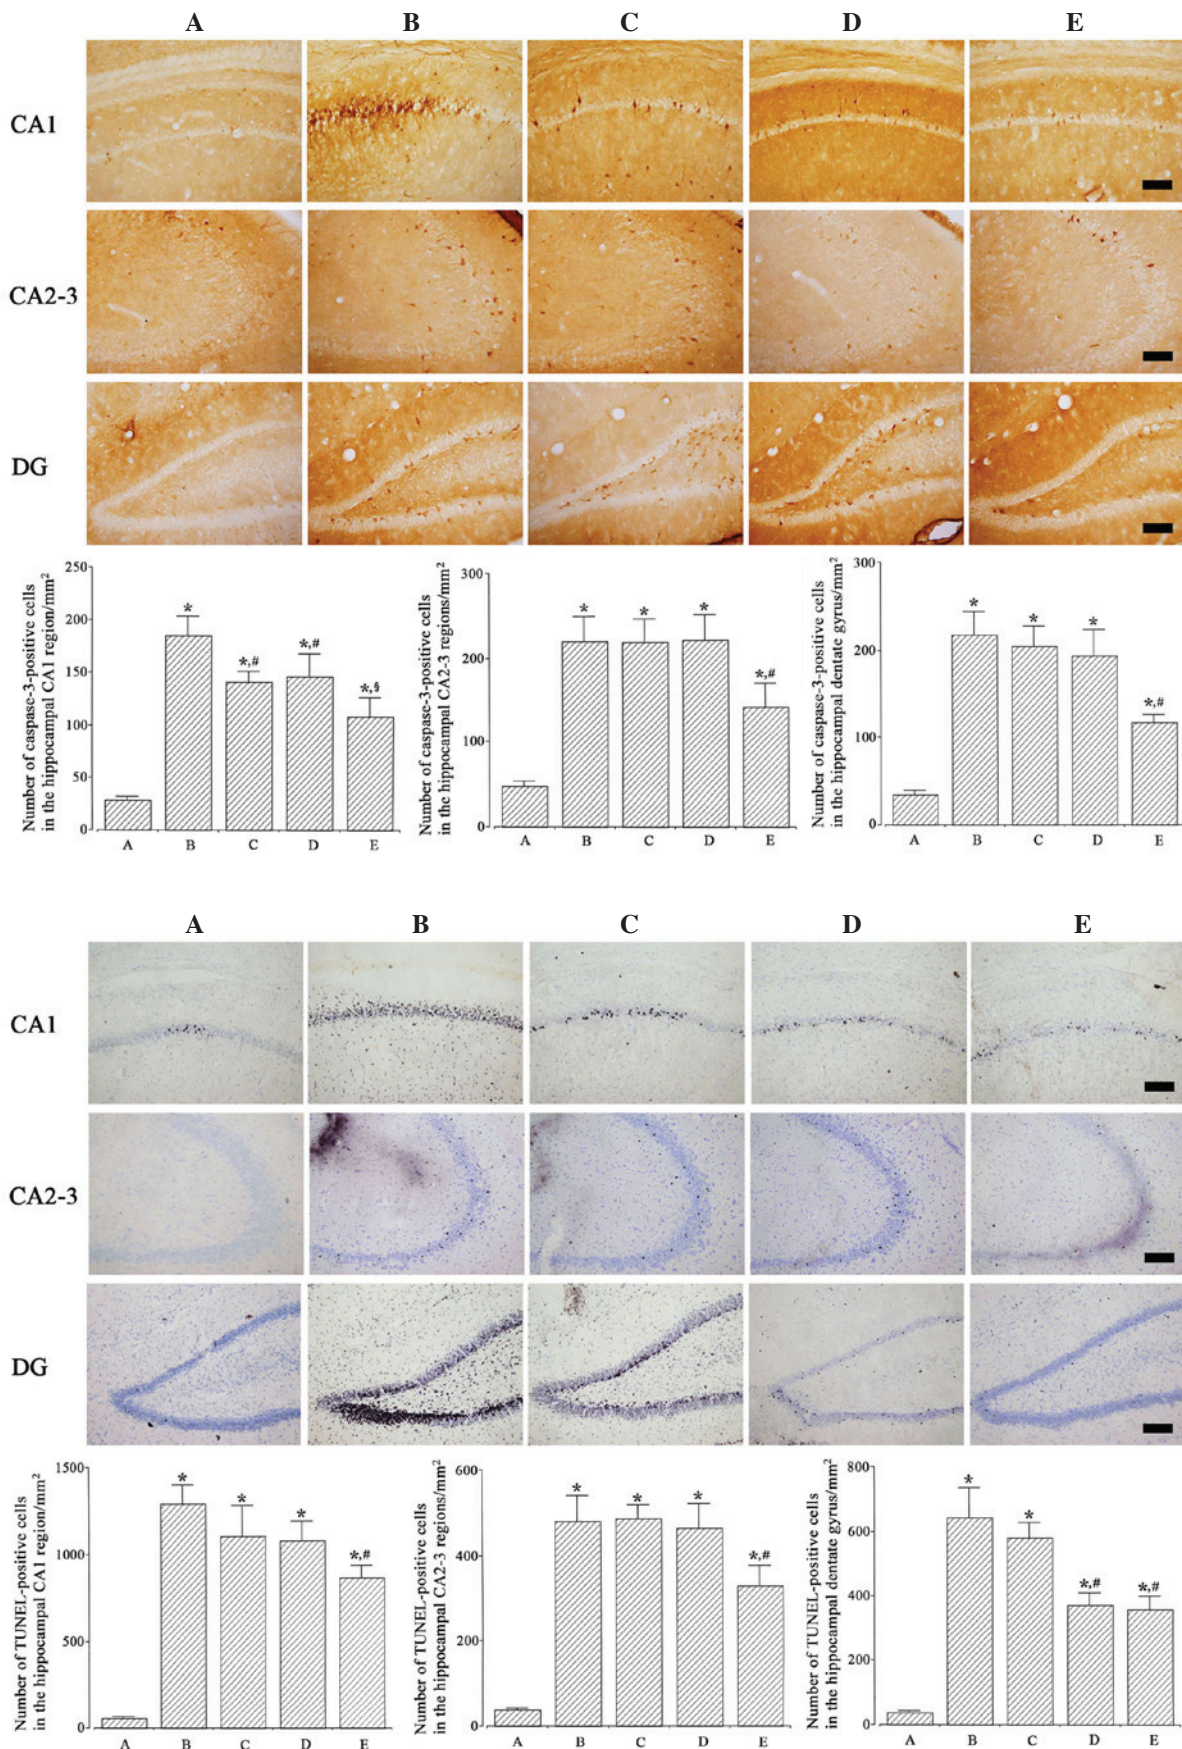 A B C D E
CA1
CA2-3
DG
Number of caspase-3-positive cells
in the hippocampal CA1 region/mm²
250
200
150
100
50
0
*
*,#
*,#
*,§
A B C D E
Number of caspase-3-positive cells
in the hippocampal CA2-3 regions/mm²
300
200
100
0
*
*
*
*,#
A B C D E
Number of caspase-3-positive cells
in the hippocampal dentate gyrus/mm²
300
200
100
0
*
*
*
*,#
A B C D E
A B C D E
CA1
CA2-3
DG
Number of TUNEL-positive cells
in the hippocampal CA1 region/mm²
1500
1000
500
0
*
*
*
*,#
A B C D E
Number of TUNEL-positive cells
in the hippocampal CA2-3 regions/mm²
600
400
200
0
*
*
*
*,#
A B C D E
Number of TUNEL-positive cells
in the hippocampal dentate gyrus/mm²
800
600
400
200
0
*
*
*,#
*,#
A B C D E